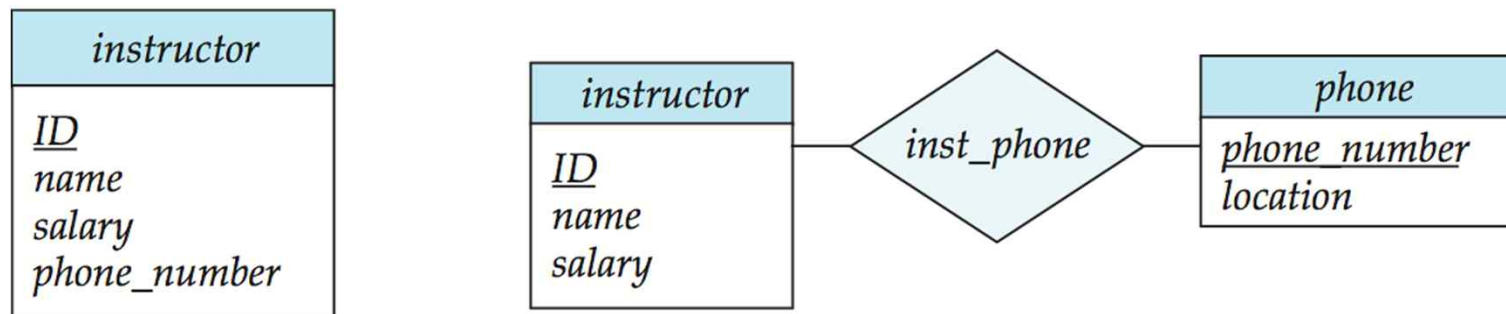 instructor
ID
name
salary
phone_number
instructor
ID
name
salary
inst_phone
phone
phone_number
location